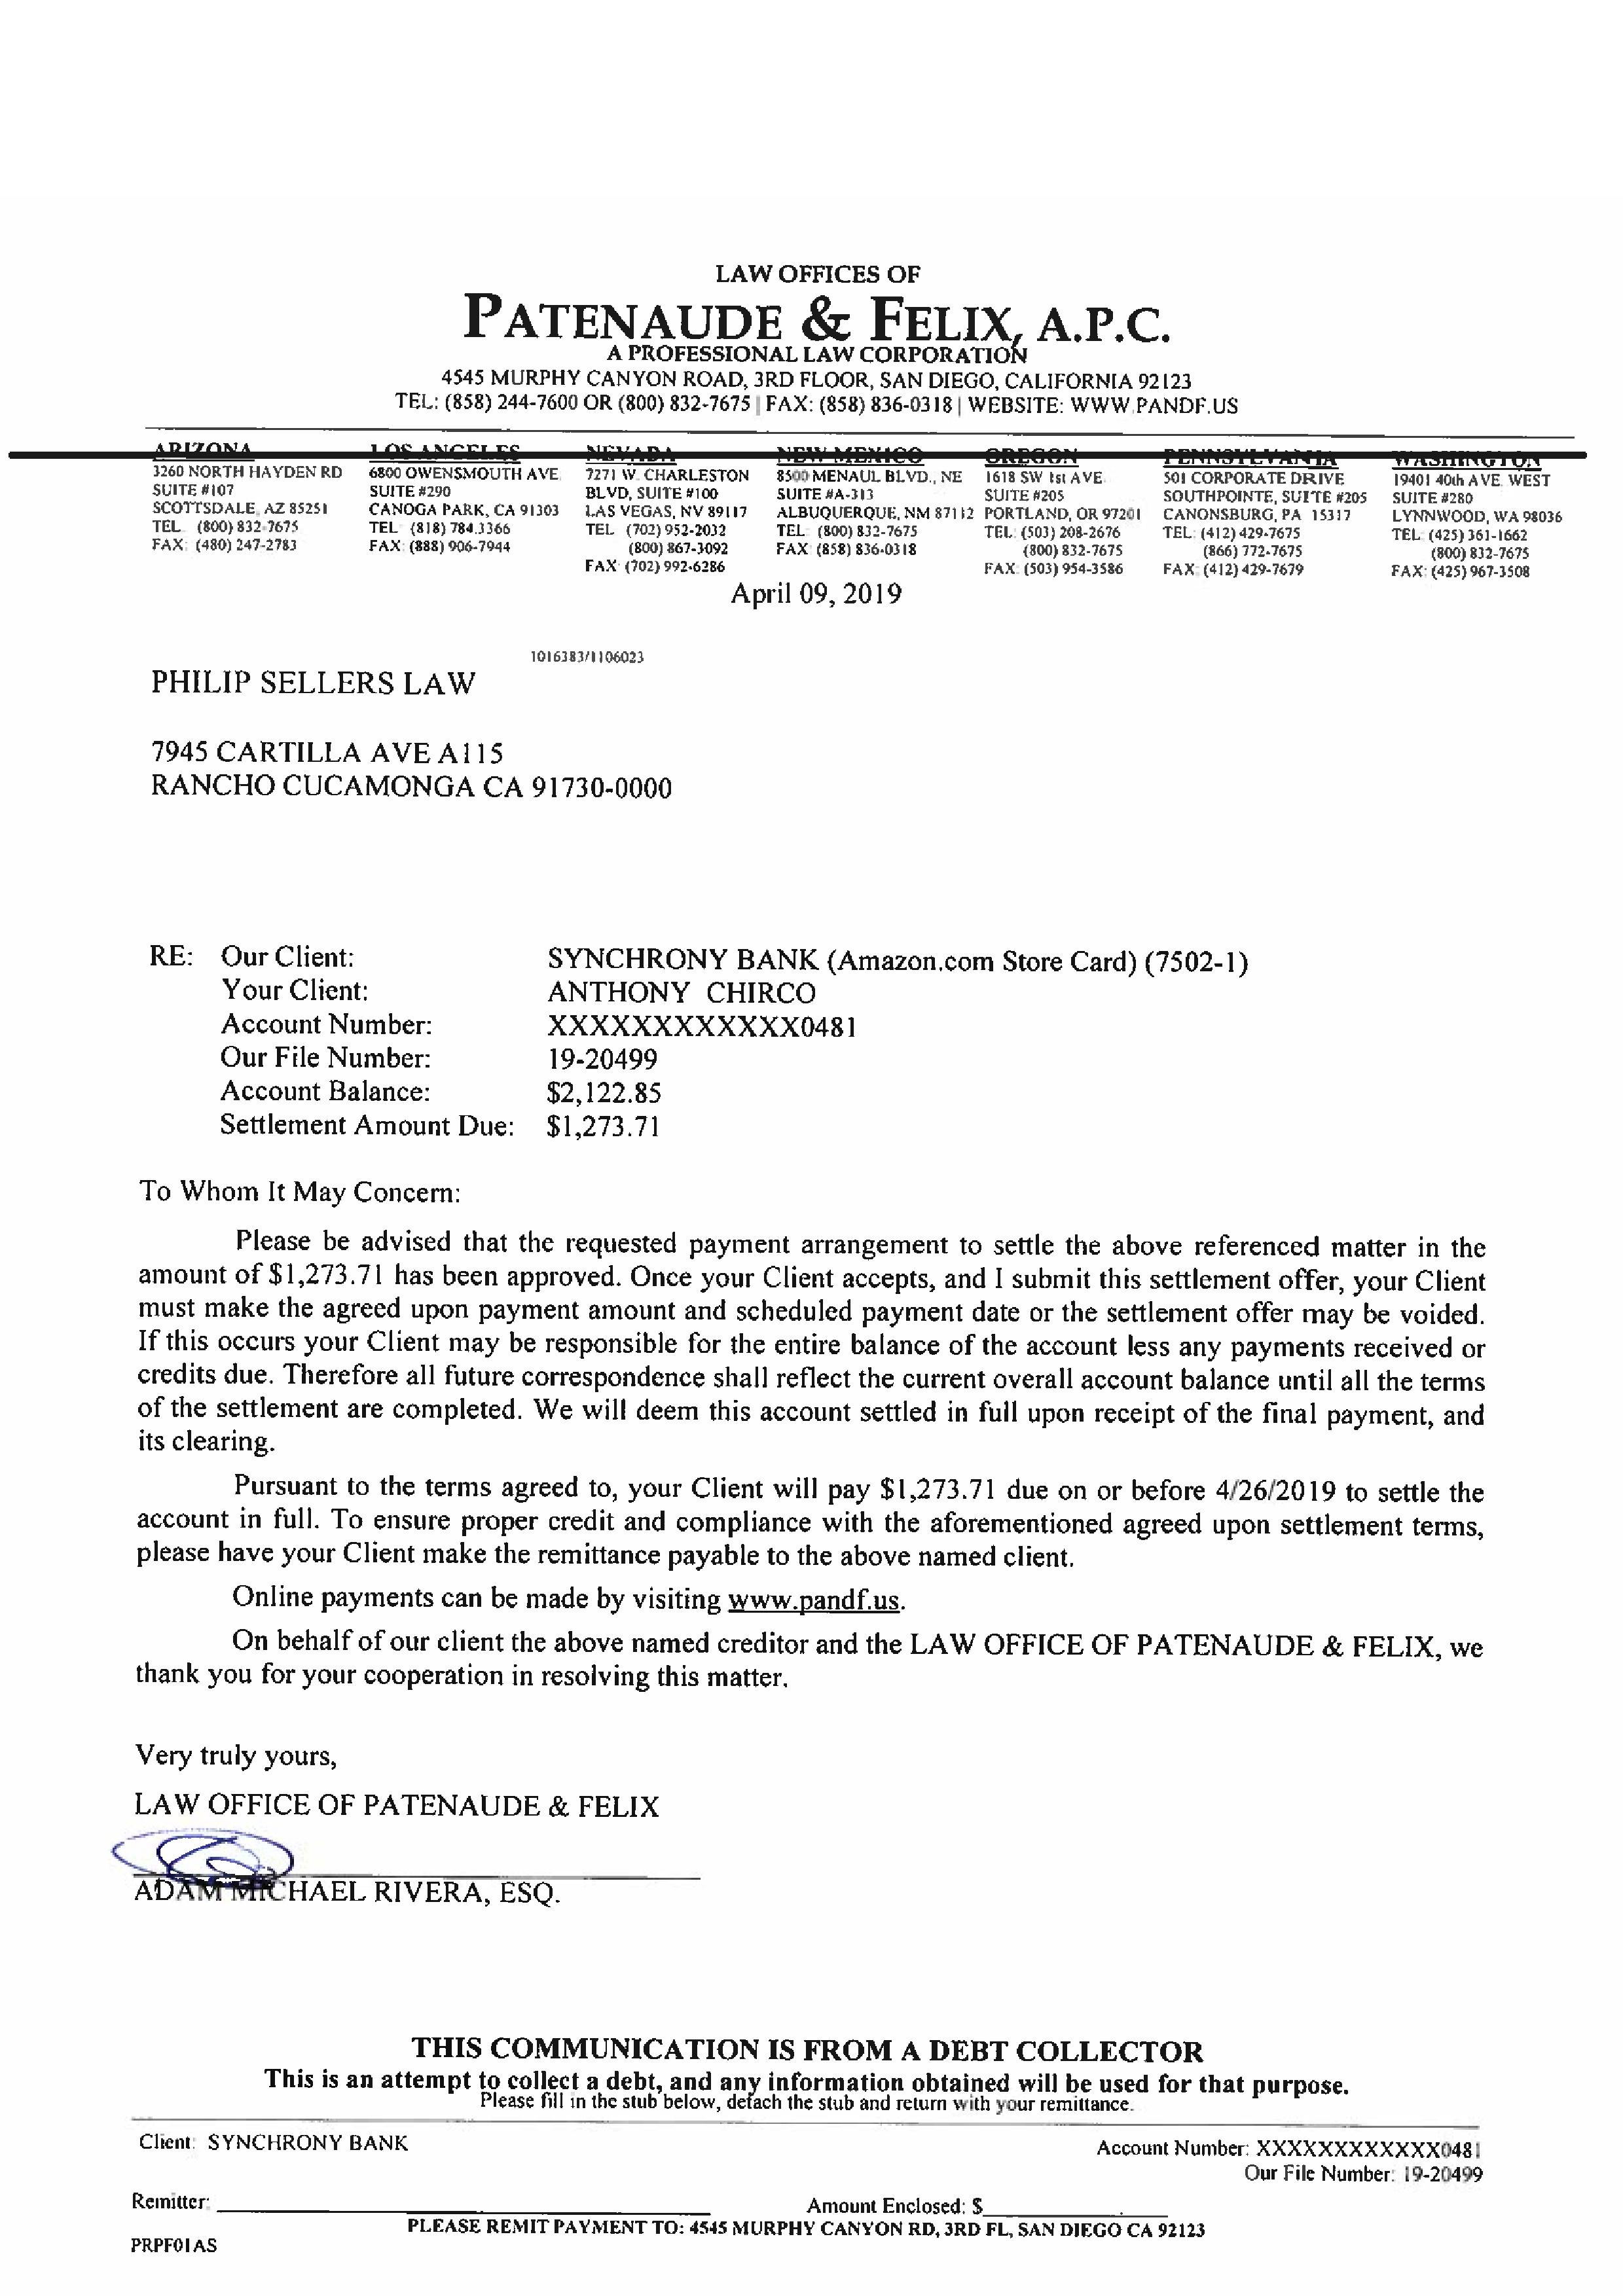 LAW OFFICES OF
PATENAUDE & FELIX, A.P.C.
A PROFESSIONAL LAW CORPORATION
4545 MURPHY CANYON ROAD, 3RD FLOOR, SAN DIEGO, CALIFORNIA 92123
TEL: (858) 244-7600 OR (800) 832-7675 | FAX: (858) 836-0318 | WEBSITE: WWW.PANDF.US
ARIZONA
3260 NORTH HAYDEN RD
SUITE #107
SCOTTSDALE, AZ 85251
TEL (800) 832-7675
FAX: (480) 247-2783
LOS ANGELES
6800 OWENSMOUTH AVE
SUITE #290
CANOGA PARK, CA 91303
TEL (818) 784.3366
FAX: (888) 906-7944
NEVADA
7271 W. CHARLESTON
BLVD, SUITE #100
LAS VEGAS, NV 89117
TEL (702) 952-2032
(800) 867-3092
FAX (702) 992-6286
NEW MEXICO
8500 MENAUL BLVD., NE
SUITE #A-313
ALBUQUERQUE, NM 87112
TEL (800) 832-7675
FAX (858) 836-0318
OREGON
1618 SW 1st AVE.
SUITE #205
PORTLAND, OR 97201
TEL: (503) 208-2676
(800) 832-7675
FAX: (503) 954-3586
PENNSYLVANIA
501 CORPORATE DRIVE
SOUTHPOINTE, SUITE #205
CANONSBURG, PA 15317
TEL: (412) 429-7675
(866) 772-7675
FAX: (412) 429-7679
WASHINGTON
19401 40th AVE. WEST
SUITE #280
LYNNWOOD, WA 98036
TEL: (425) 361-1662
(800) 832-7675
FAX: (425) 967-3508
April 09, 2019
1016383/1106023
PHILIP SELLERS LAW
7945 CARTILLA AVE A115
RANCHO CUCAMONGA CA 91730-0000
RE: Our Client: SYNCHRONY BANK (Amazon.com Store Card) (7502-1)
Your Client: ANTHONY CHIRCO
Account Number: XXXXXXXXXXXX0481
Our File Number: 19-20499
Account Balance: $2,122.85
Settlement Amount Due: $1,273.71
To Whom It May Concern:
Please be advised that the requested payment arrangement to settle the above referenced matter in the
amount of $1,273.71 has been approved. Once your Client accepts, and I submit this settlement offer, your Client
must make the agreed upon payment amount and scheduled payment date or the settlement offer may be voided.
If this occurs your Client may be responsible for the entire balance of the account less any payments received or
credits due. Therefore all future correspondence shall reflect the current overall account balance until all the terms
of the settlement are completed. We will deem this account settled in full upon receipt of the final payment, and
its clearing.
Pursuant to the terms agreed to, your Client will pay $1,273.71 due on or before 4/26/2019 to settle the
account in full. To ensure proper credit and compliance with the aforementioned agreed upon settlement terms,
please have your Client make the remittance payable to the above named client.
Online payments can be made by visiting www.pandf.us.
On behalf of our client the above named creditor and the LAW OFFICE OF PATENAUDE & FELIX, we
thank you for your cooperation in resolving this matter.
Very truly yours,
LAW OFFICE OF PATENAUDE & FELIX
ADAM MICHAEL RIVERA, ESQ.
THIS COMMUNICATION IS FROM A DEBT COLLECTOR
This is an attempt to collect a debt, and any information obtained will be used for that purpose.
Please fill in the stub below, detach the stub and return with your remittance.
Client: SYNCHRONY BANK
Account Number: XXXXXXXXXXXX0481
Our File Number: 19-20499
Remitter: Amount Enclosed: $
PLEASE REMIT PAYMENT TO: 4545 MURPHY CANYON RD, 3RD FL, SAN DIEGO CA 92123
PRPF01AS